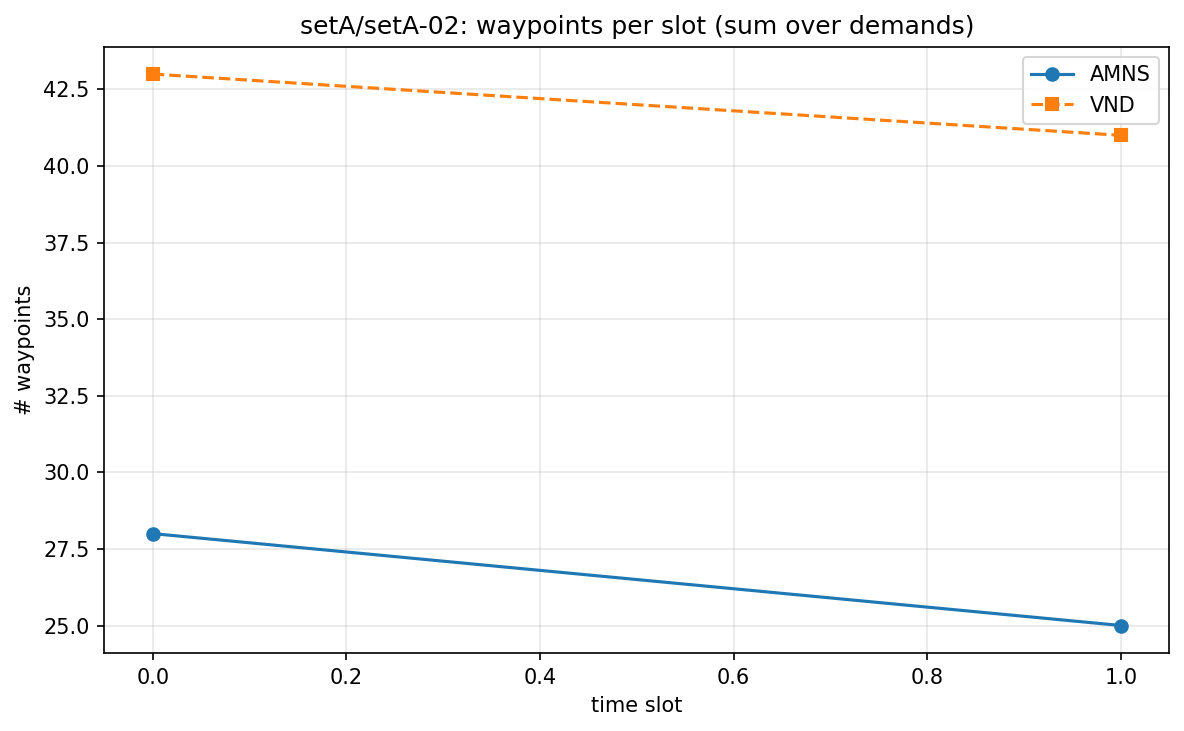 setA/setA-02: waypoints per slot (sum over demands)
AMNS
VND
# waypoints
42.5
40.0
37.5
35.0
32.5
30.0
27.5
25.0
0.0 0.2 0.4 0.6 0.8 1.0
time slot